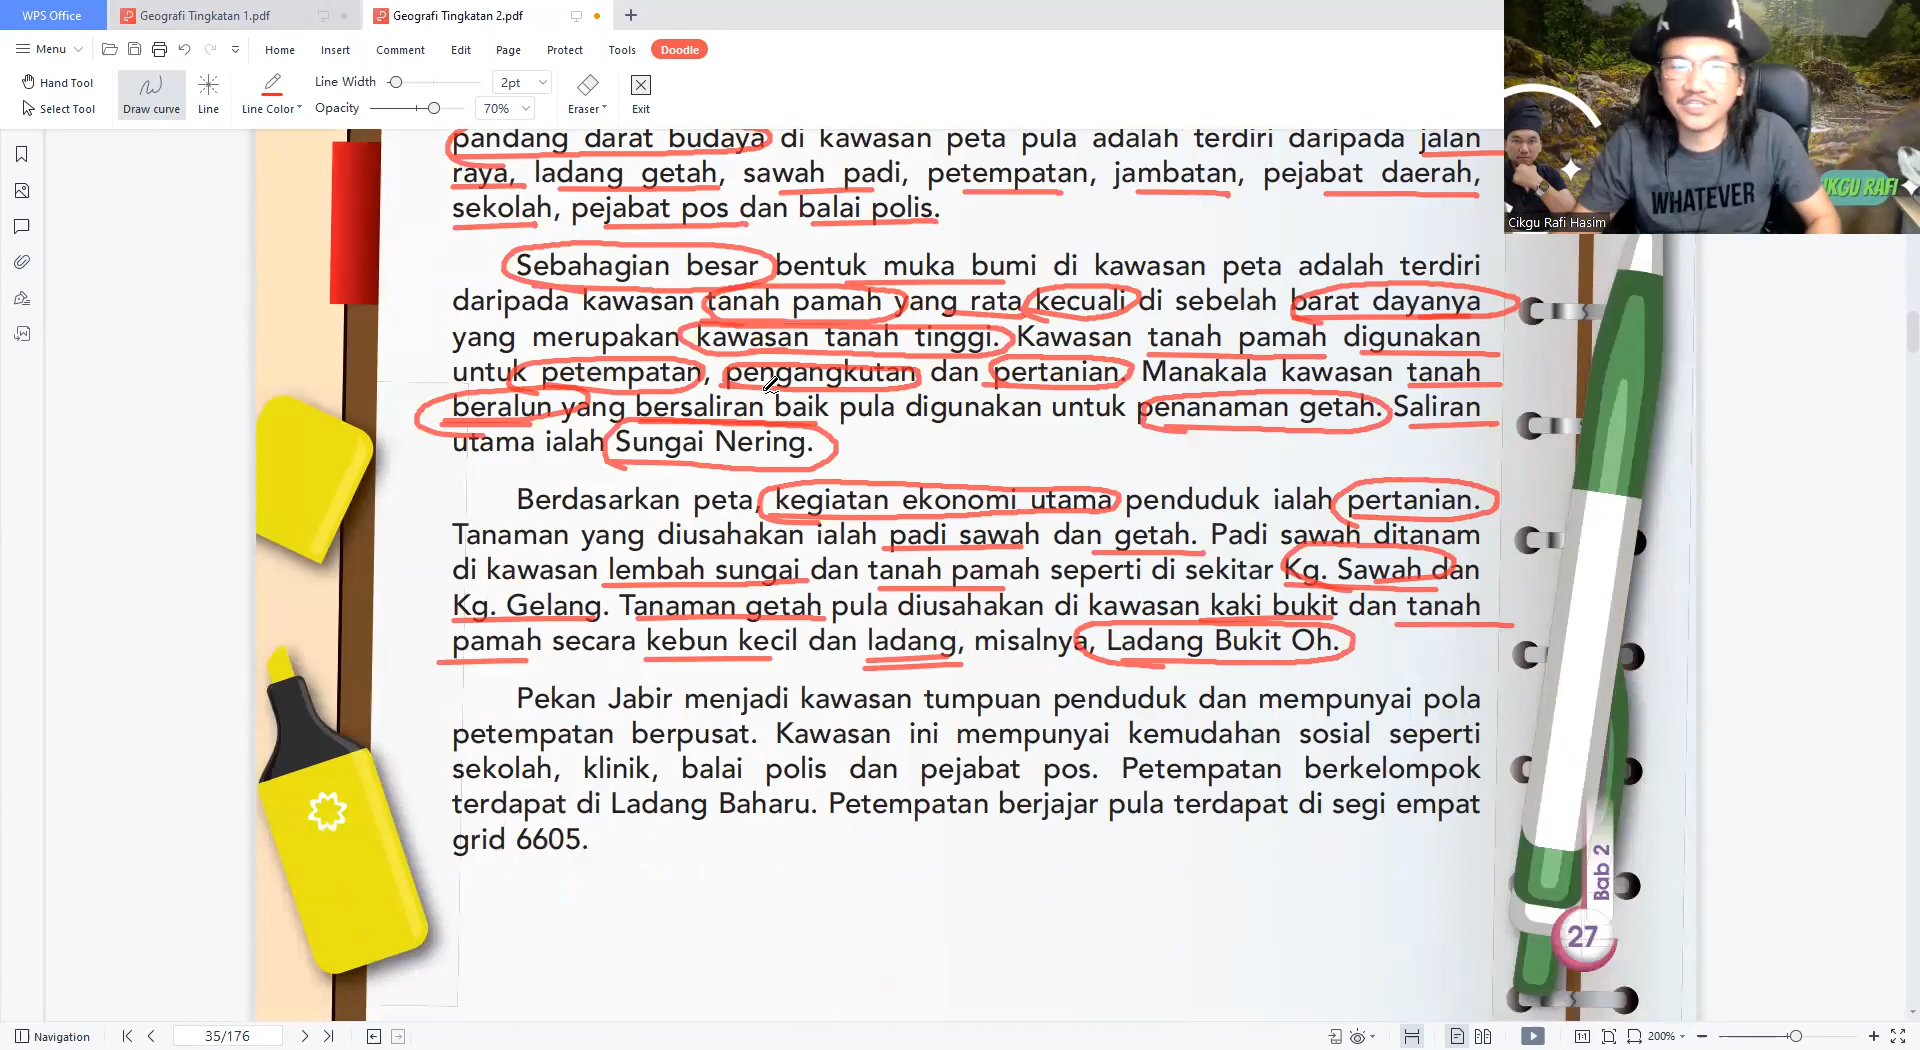 WPS Office
Geografi Tingkatan 1.pdf
Geografi Tingkatan 2.pdf
Menu
Home
Insert
Comment
Edit
Page
Protect
Tools
Doodle
Hand Tool
Select Tool
Draw curve
Line
Line Color
Line Width
2pt
Opacity
70%
Eraser
Exit
WHATEVER
CIKGU RAFI
Cikgu Rafi Hasim
pandang darat budaya di kawasan peta pula adalah terdiri daripada jalan
raya, ladang getah, sawah padi, petempatan, jambatan, pejabat daerah,
sekolah, pejabat pos dan balai polis.
Sebahagian besar bentuk muka bumi di kawasan peta adalah terdiri
daripada kawasan tanah pamah yang rata kecuali di sebelah barat dayanya
yang merupakan kawasan tanah tinggi. Kawasan tanah pamah digunakan
untuk petempatan, pengangkutan dan pertanian. Manakala kawasan tanah
beralun yang bersaliran baik pula digunakan untuk penanaman getah. Saliran
utama ialah Sungai Nering.
Berdasarkan peta, kegiatan ekonomi utama penduduk ialah pertanian.
Tanaman yang diusahakan ialah padi sawah dan getah. Padi sawah ditanam
di kawasan lembah sungai dan tanah pamah seperti di sekitar Kg. Sawah dan
Kg. Gelang. Tanaman getah pula diusahakan di kawasan kaki bukit dan tanah
pamah secara kebun kecil dan ladang, misalnya, Ladang Bukit Oh.
Pekan Jabir menjadi kawasan tumpuan penduduk dan mempunyai pola
petempatan berpusat. Kawasan ini mempunyai kemudahan sosial seperti
sekolah, klinik, balai polis dan pejabat pos. Petempatan berkelompok
terdapat di Ladang Baharu. Petempatan berjajar pula terdapat di segi empat
grid 6605.
Bab 2
27
Navigation
35/176
1:1
200%